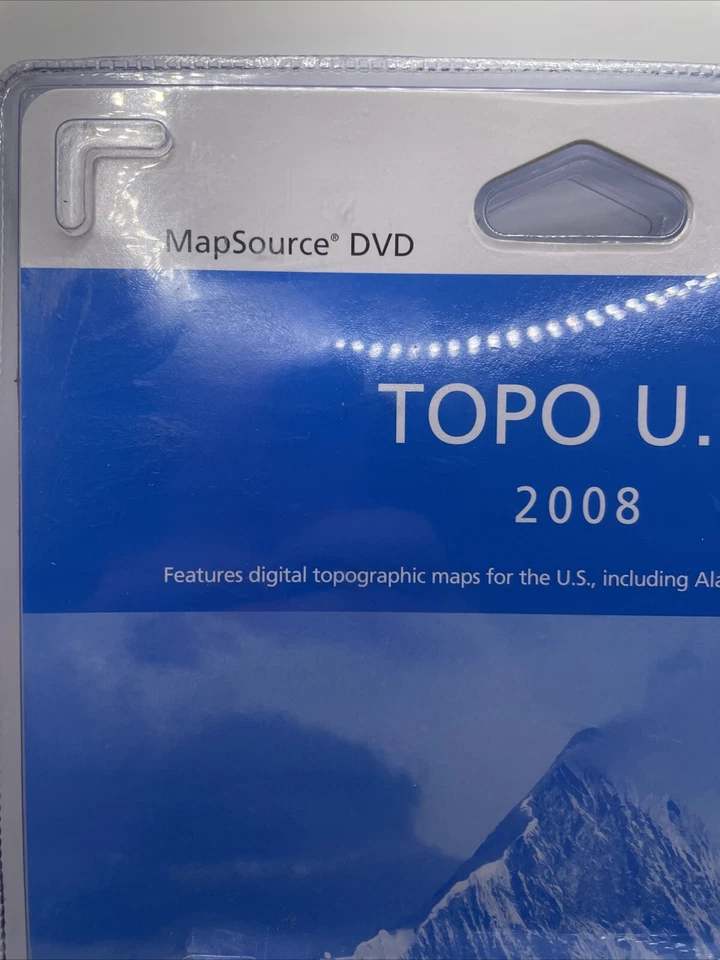 MapSource® DVD
TOPO U.
2008
Features digital topographic maps for the U.S., including Ala